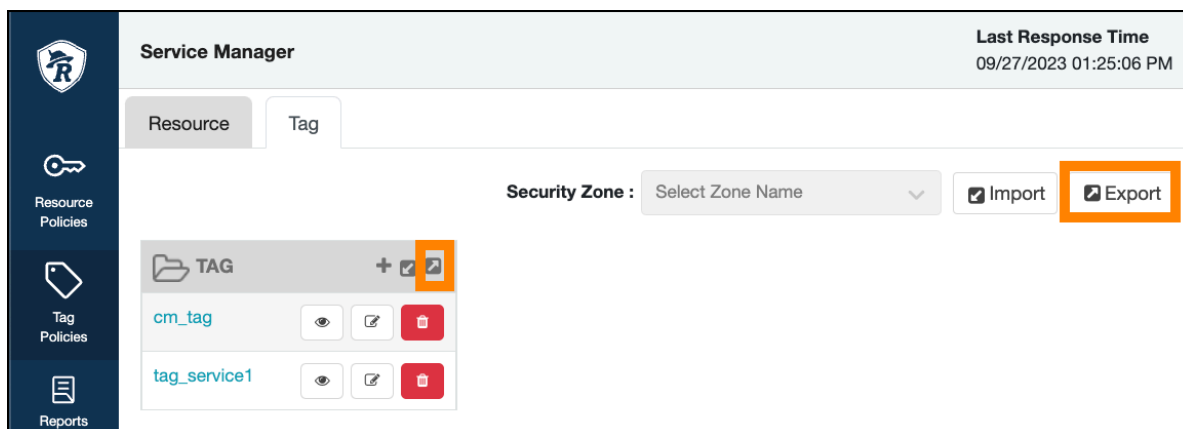 R
Service Manager
Last Response Time
09/27/2023 01:25:06 PM
Resource
Tag
Resource
Policies
Security Zone :
Select Zone Name
Import
Export
TAG
Tag
Policies
cm_tag
tag_service1
Reports